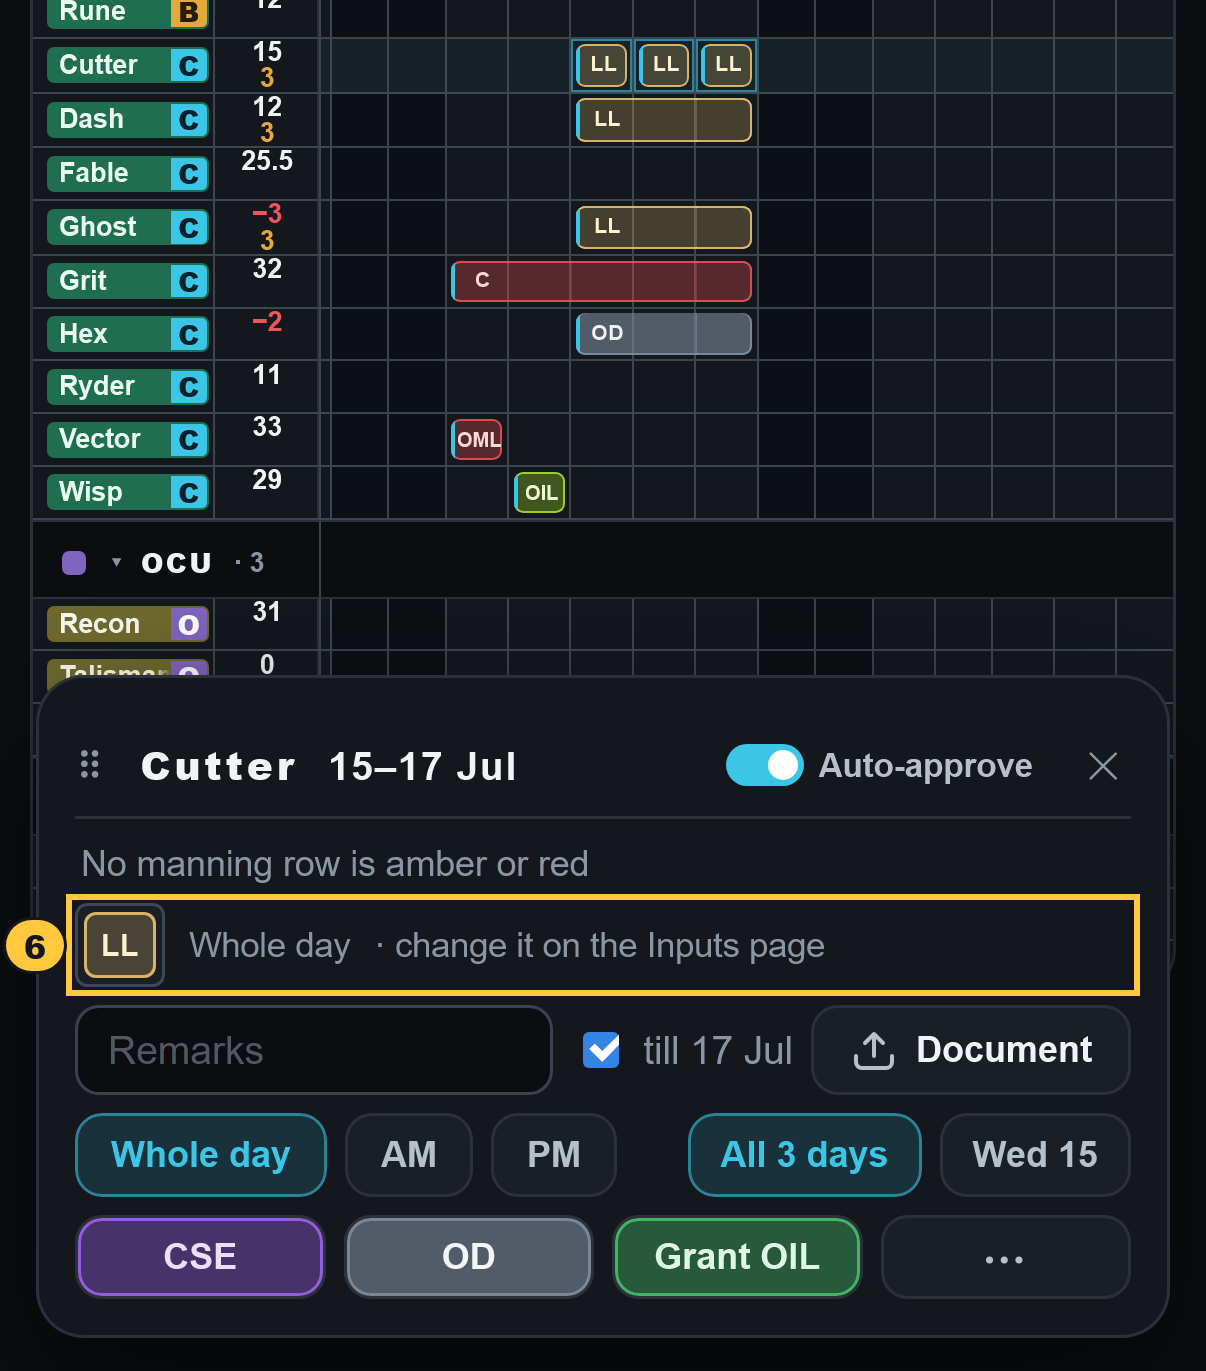 Rune B 12
Cutter C 15 LL LL LL
3
Dash C 12 LL
3
Fable C 25.5
Ghost C −3 LL
3
Grit C 32 C
Hex C −2 OD
Ryder C 11
Vector C 33 OML
Wisp C 29 OIL
▾ OCU · 3
Recon O 31
Talisman O 0
Cutter 15–17 Jul Auto-approve
No manning row is amber or red
6 LL Whole day · change it on the Inputs page
Remarks till 17 Jul Document
Whole day AM PM All 3 days Wed 15
CSE OD Grant OIL ...